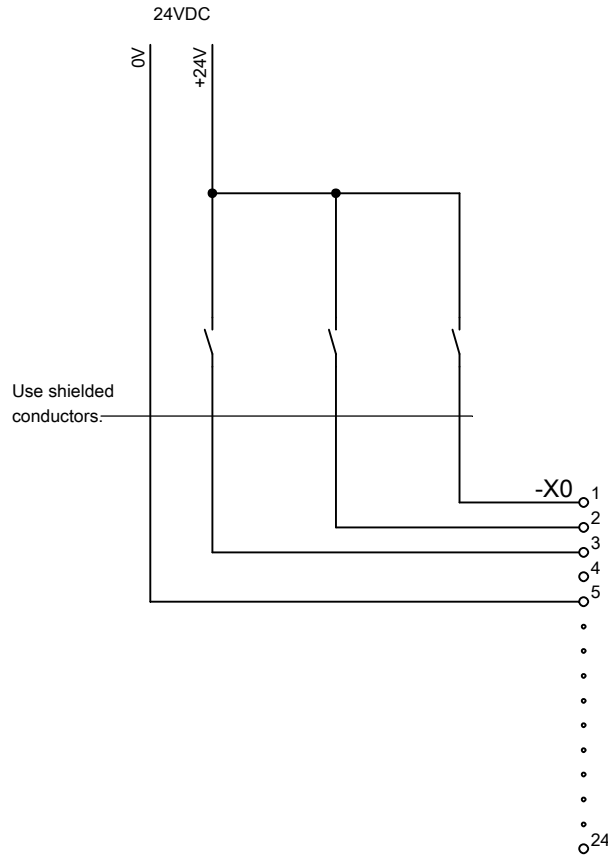 24VDC
0V
+24V
Use shielded
conductors.
-X0
1
2
3
4
5
24